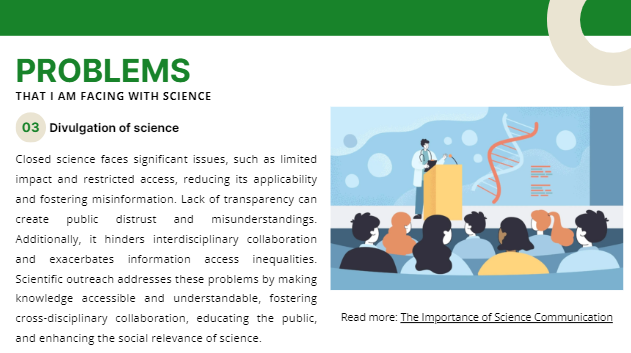 PROBLEMS
THAT I AM FACING WITH SCIENCE
03 Divulgation of science
Closed science faces significant issues, such as limited
impact and restricted access, reducing its applicability
and fostering misinformation. Lack of transparency can
create public distrust and misunderstandings.
Additionally, it hinders interdisciplinary collaboration
and exacerbates information access inequalities.
Scientific outreach addresses these problems by making
knowledge accessible and understandable, fostering
cross-disciplinary collaboration, educating the public,
and enhancing the social relevance of science.
Read more: The Importance of Science Communication